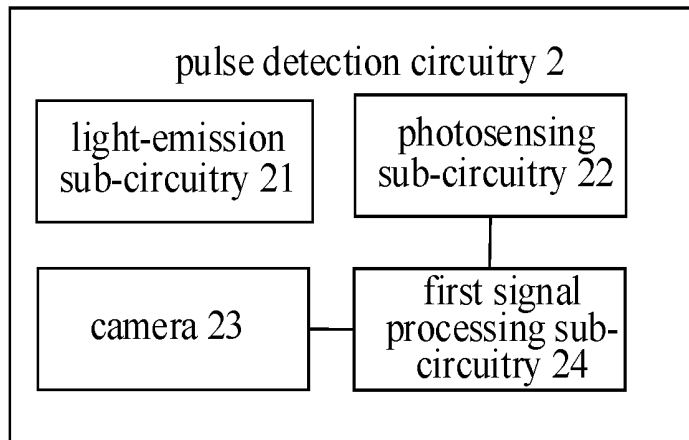 pulse detection circuitry 2
light-emission
sub-circuitry 21
photosensing
sub-circuitry 22
camera 23
first signal
processing sub-
circuitry 24